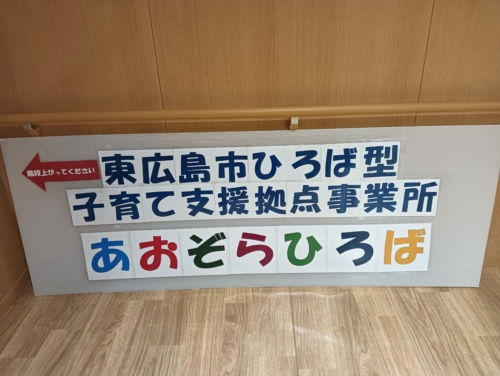 階段上がってください
東広島市ひろば型
子育て支援拠点事業所
あおぞらひろば